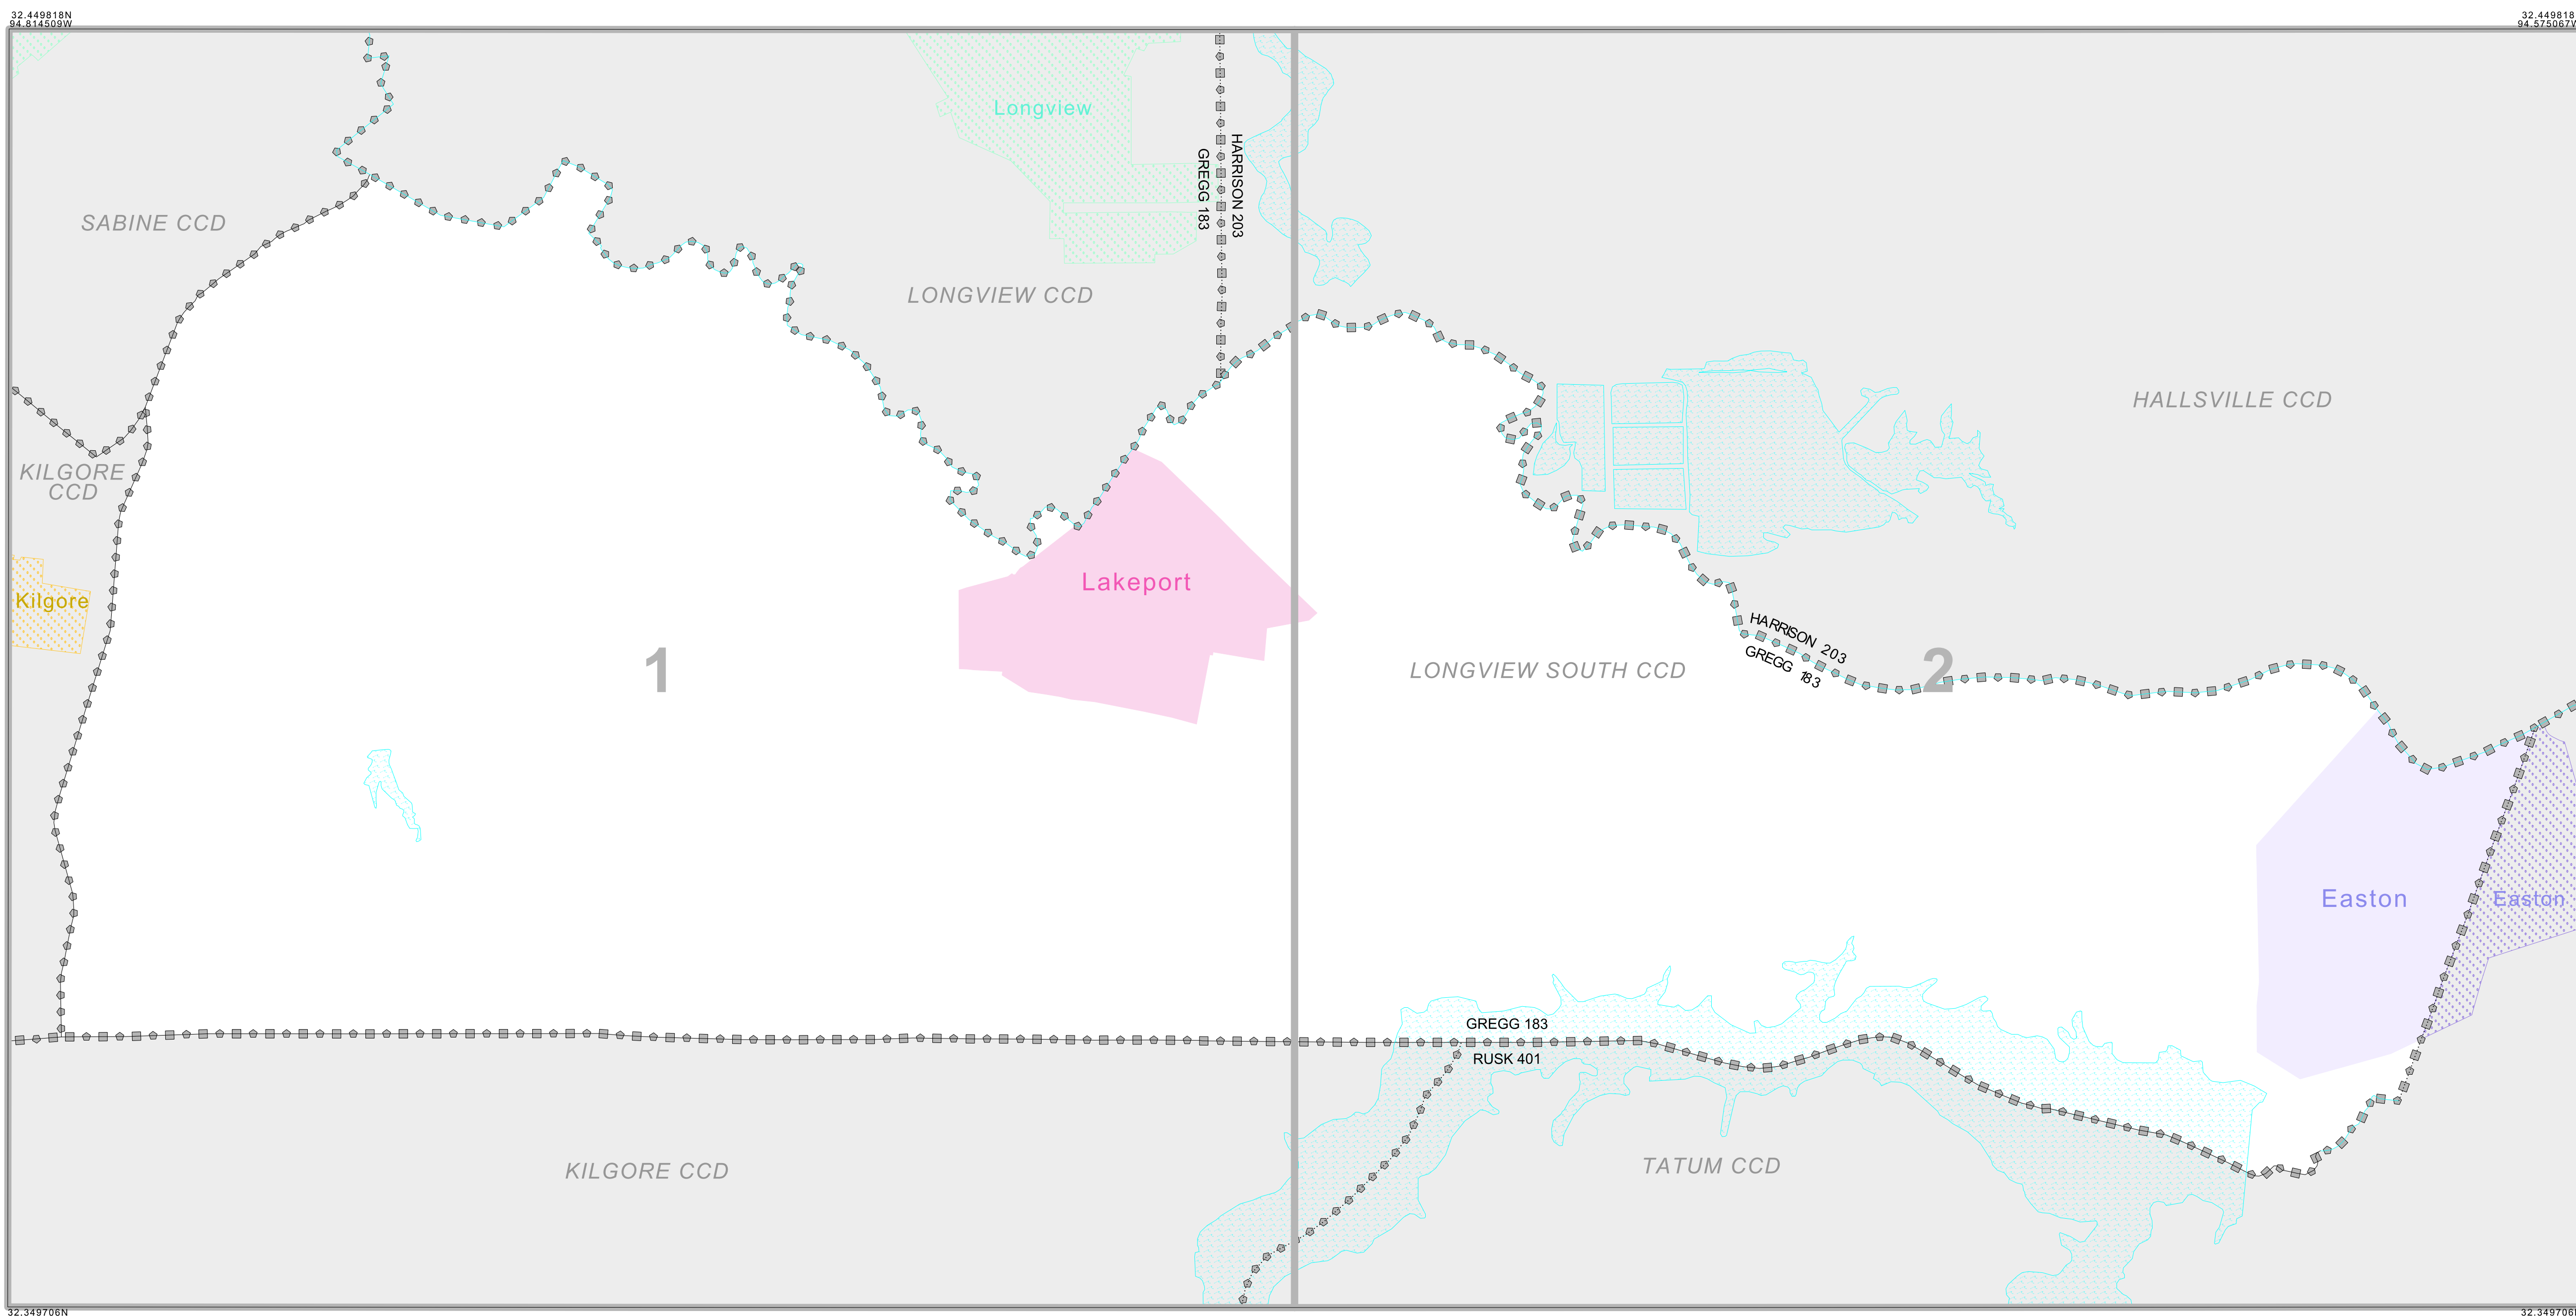 32.449818N
94.814509W
32.449818
94.575067W
Longview
HARRISON 203
GREGG 183
SABINE CCD
LONGVIEW CCD
HALLSVILLE CCD
KILGORE
CCD
Kilgore
Lakeport
1
LONGVIEW SOUTH CCD
HARRISON 203
GREGG 183
2
Easton
Easton
GREGG 183
RUSK 401
KILGORE CCD
TATUM CCD
32.349706N
32.349706N